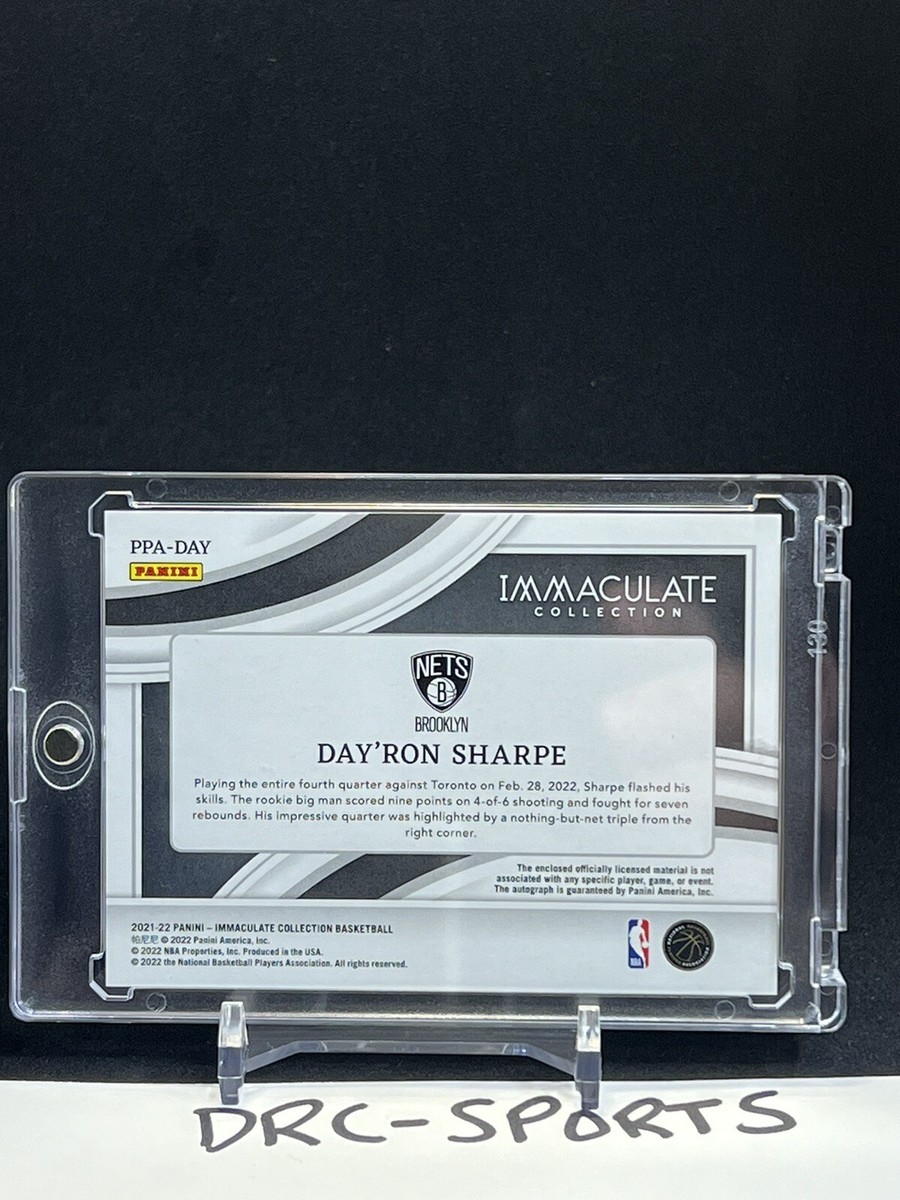 PPA-DAY
PANINI
IMMACULATE
COLLECTION
130
NETS
B
BROOKLYN
DAY'RON SHARPE
Playing the entire fourth quarter against Toronto on Feb. 28, 2022, Sharpe flashed his
skills. The rookie big man scored nine points on 4-of-6 shooting and fought for seven
rebounds. His impressive quarter was highlighted by a nothing-but-net triple from the
right corner.
The enclosed officially licensed material is not
associated with any specific player, game, or event.
The autograph is guaranteed by Panini America, Inc.
2021-22 PANINI – IMMACULATE COLLECTION BASKETBALL
帕尼尼 © 2022 Panini America, Inc.
© 2022 NBA Properties, Inc. Produced in the USA.
© 2022 the National Basketball Players Association. All rights reserved.
NBA
DRC-SPORTS